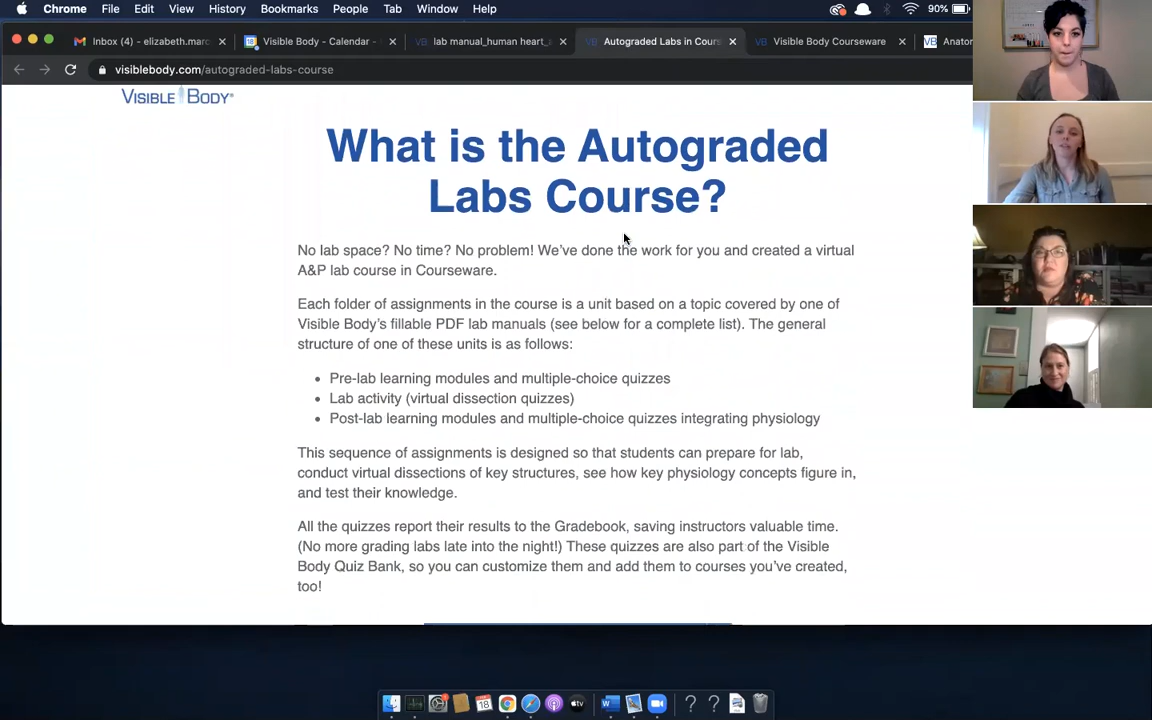 Chrome File Edit View History Bookmarks People Tab Window Help 90%
Inbox (4) - elizabeth.marc
Visible Body - Calendar -
lab manual_human heart_
Autograded Labs in Cour
Visible Body Courseware
Anator
visiblebody.com/autograded-labs-course
VISIBLE BODY®
What is the Autograded
Labs Course?
No lab space? No time? No problem! We've done the work for you and created a virtual
A&P lab course in Courseware.
Each folder of assignments in the course is a unit based on a topic covered by one of
Visible Body's fillable PDF lab manuals (see below for a complete list). The general
structure of one of these units is as follows:
• Pre-lab learning modules and multiple-choice quizzes
• Lab activity (virtual dissection quizzes)
• Post-lab learning modules and multiple-choice quizzes integrating physiology
This sequence of assignments is designed so that students can prepare for lab,
conduct virtual dissections of key structures, see how key physiology concepts figure in,
and test their knowledge.
All the quizzes report their results to the Gradebook, saving instructors valuable time.
(No more grading labs late into the night!) These quizzes are also part of the Visible
Body Quiz Bank, so you can customize them and add them to courses you've created,
too!
18